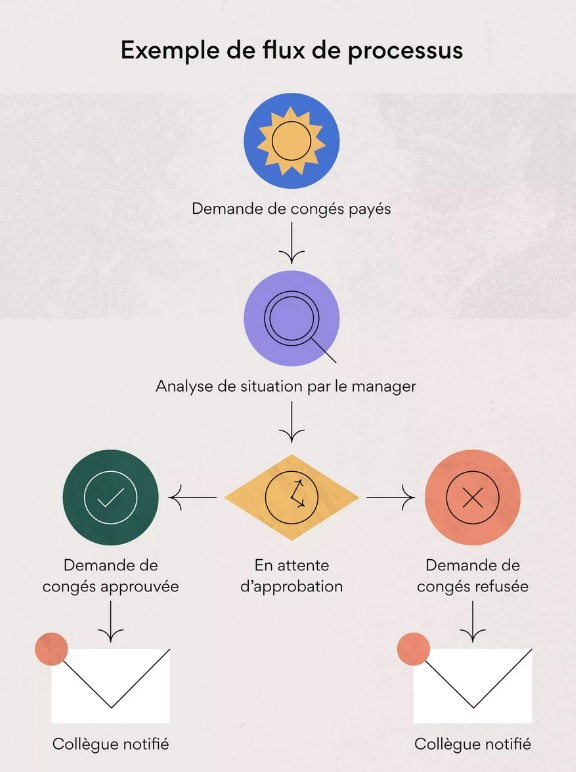 Exemple de flux de processus
Demande de congés payés
Analyse de situation par le manager
Demande de
congés approuvée
En attente
d'approbation
Demande de
congés refusée
Collègue notifié
Collègue notifié